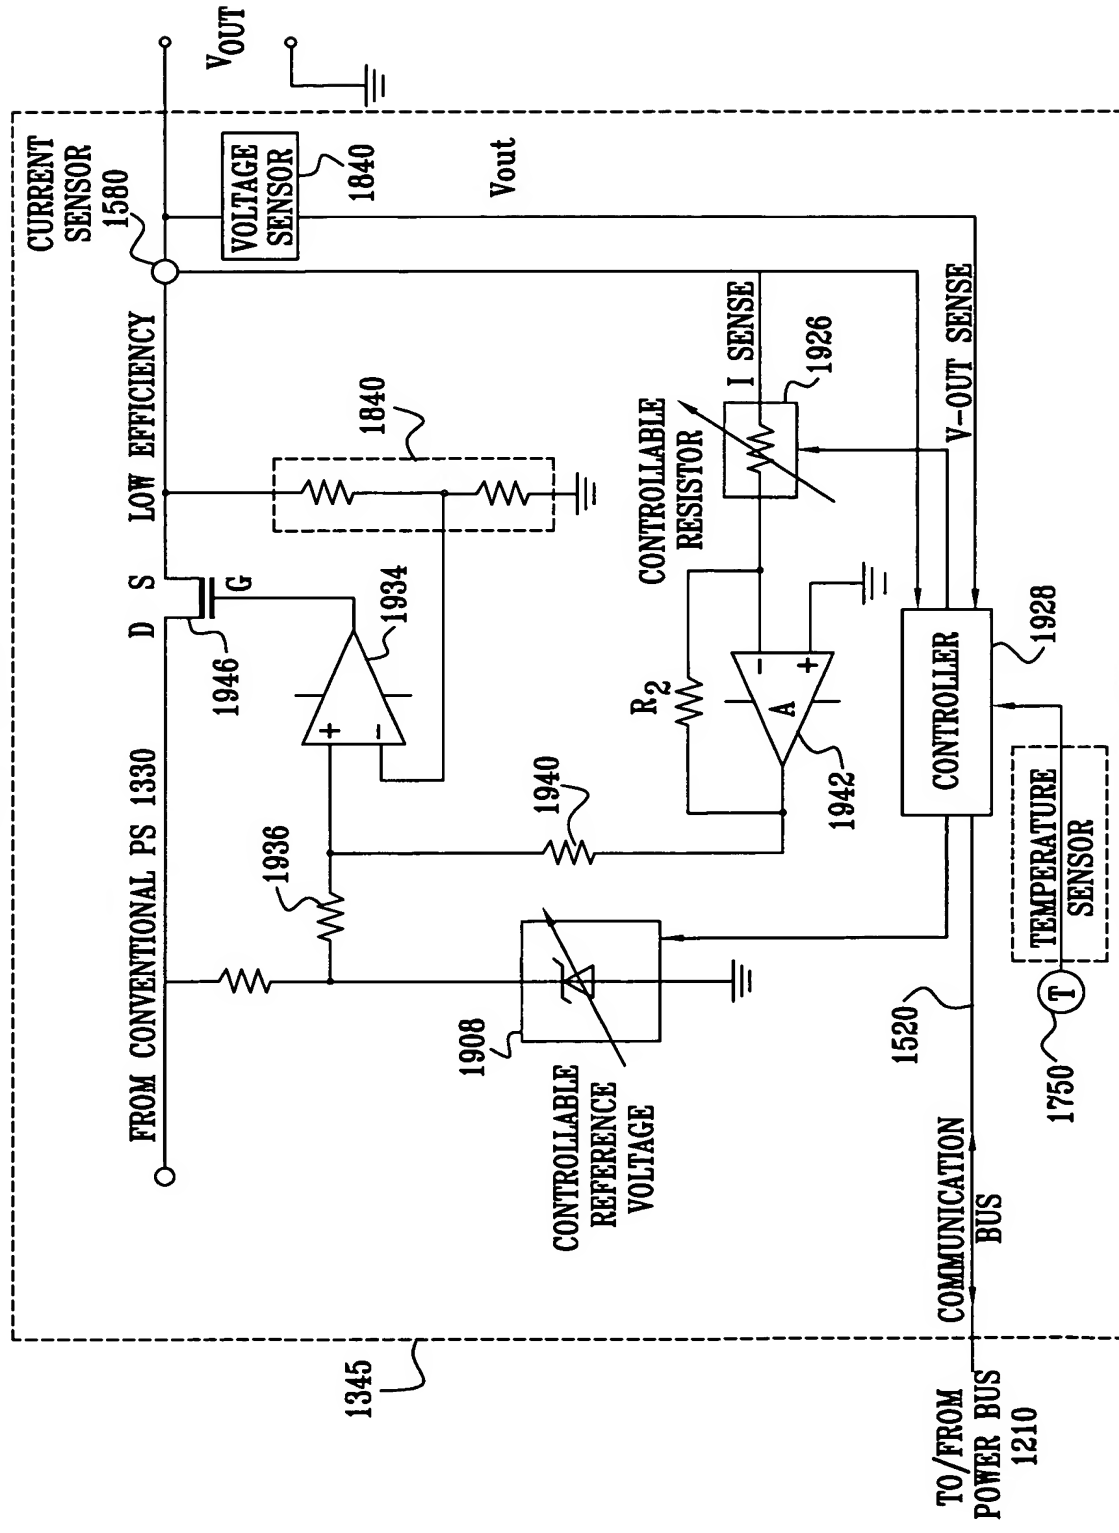 FROM CONVENTIONAL PS 1330
D
S
LOW EFFICIENCY
CURRENT
SENSOR
1580
VOUT
G
1946
1934
+
-
1840
VOLTAGE
SENSOR
1840
Vout
1936
1940
1908
CONTROLLABLE
REFERENCE
VOLTAGE
R2
-
+
A
1942
CONTROLLABLE
RESISTOR
I SENSE
1926
V-OUT SENSE
CONTROLLER
1928
1345
TO/FROM
POWER BUS
1210
COMMUNICATION
BUS
1520
T
1750
TEMPERATURE
SENSOR